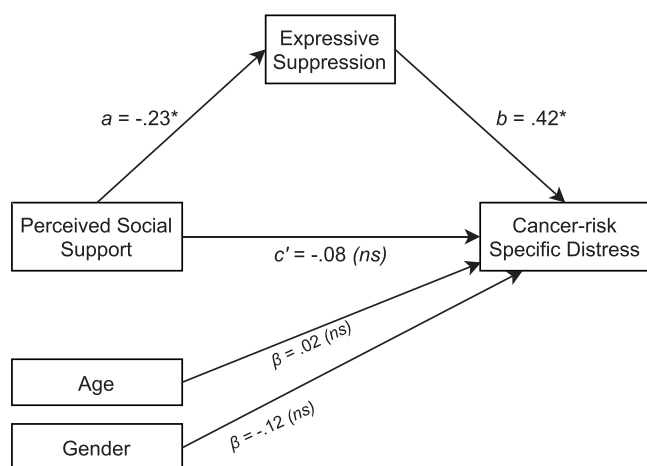 Expressive
Suppression
a = -.23*
b = .42*
Perceived Social
Support
Cancer-risk
Specific Distress
c' = -.08 (ns)
β = .02 (ns)
Age
β = -.12 (ns)
Gender